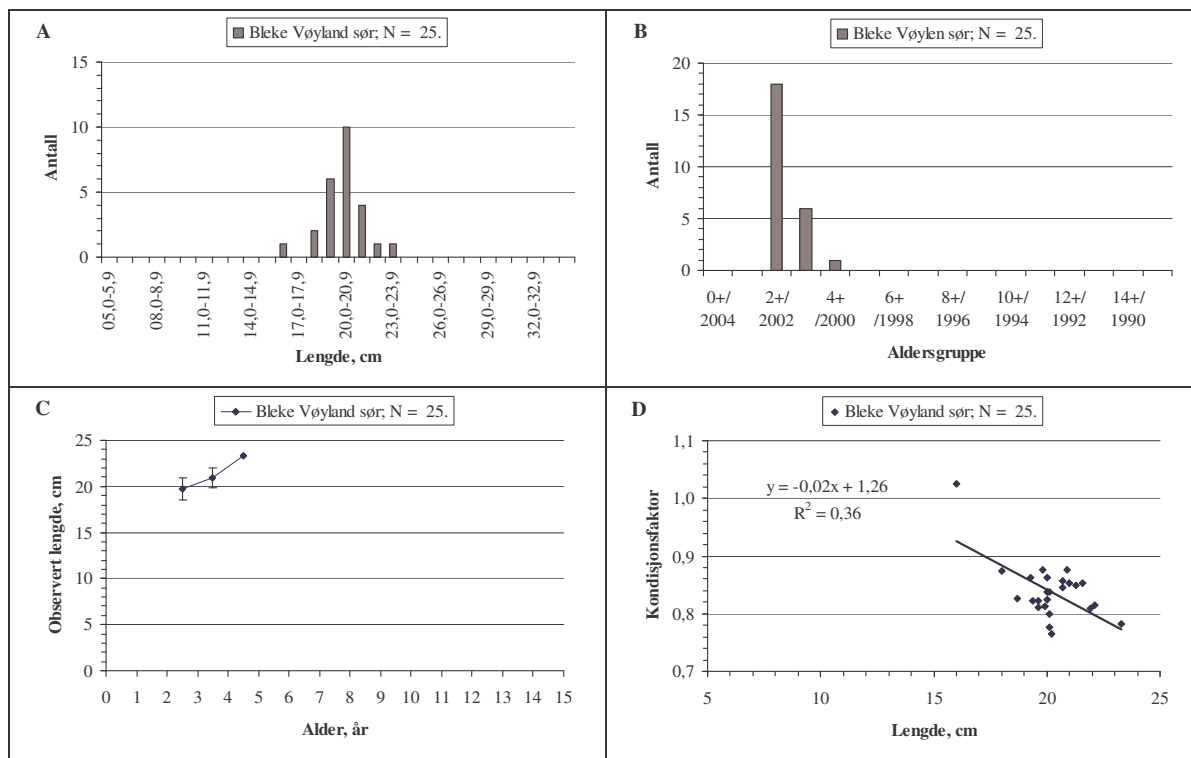 A
Bleke Vøyland sør; N = 25.
15
10
5
0
Antall
05,0-5,9
08,0-8,9
11,0-11,9
14,0-14,9
17,0-17,9
20,0-20,9
23,0-23,9
26,0-26,9
29,0-29,9
32,0-32,9
Lengde, cm
B
Bleke Vøylen sør; N = 25.
20
15
10
5
0
Antall
0+/ 2+/ 4+ 6+ 8+/ 10+/ 12+/ 14+/
2004 2002 /2000 /1998 1996 1994 1992 1990
Aldersgruppe
C
Bleke Vøyland sør; N = 25.
25
20
15
10
5
0
Observert lengde, cm
0 1 2 3 4 5 6 7 8 9 10 11 12 13 14 15
Alder, år
D
Bleke Vøyland sør; N = 25.
1,1
1,0
0,9
0,8
0,7
Kondisjonsfaktor
y = -0,02x + 1,26
R² = 0,36
5 10 15 20 25
Lengde, cm